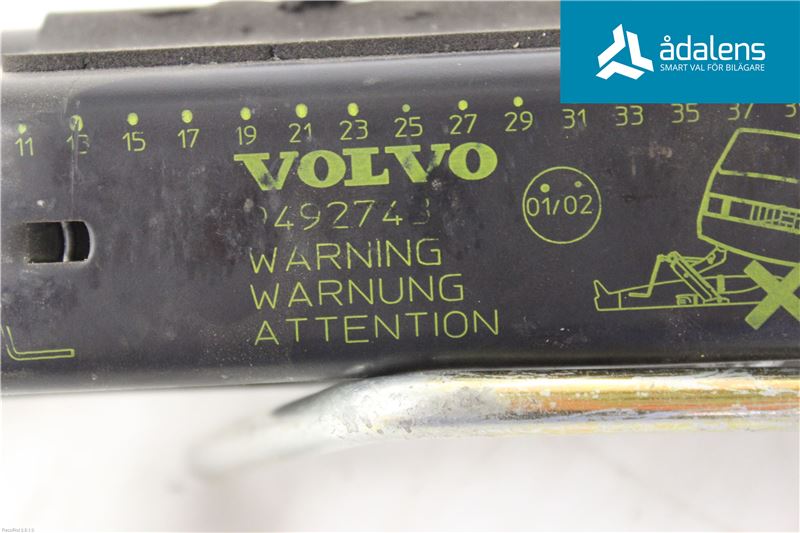 ådalens
SMART VAL FÖR BILÄGARE
11 13 15 17 19 21 23 25 27 29 31 33 35 37
VOLVO
01/02
WARNING
WARNUNG
ATTENTION